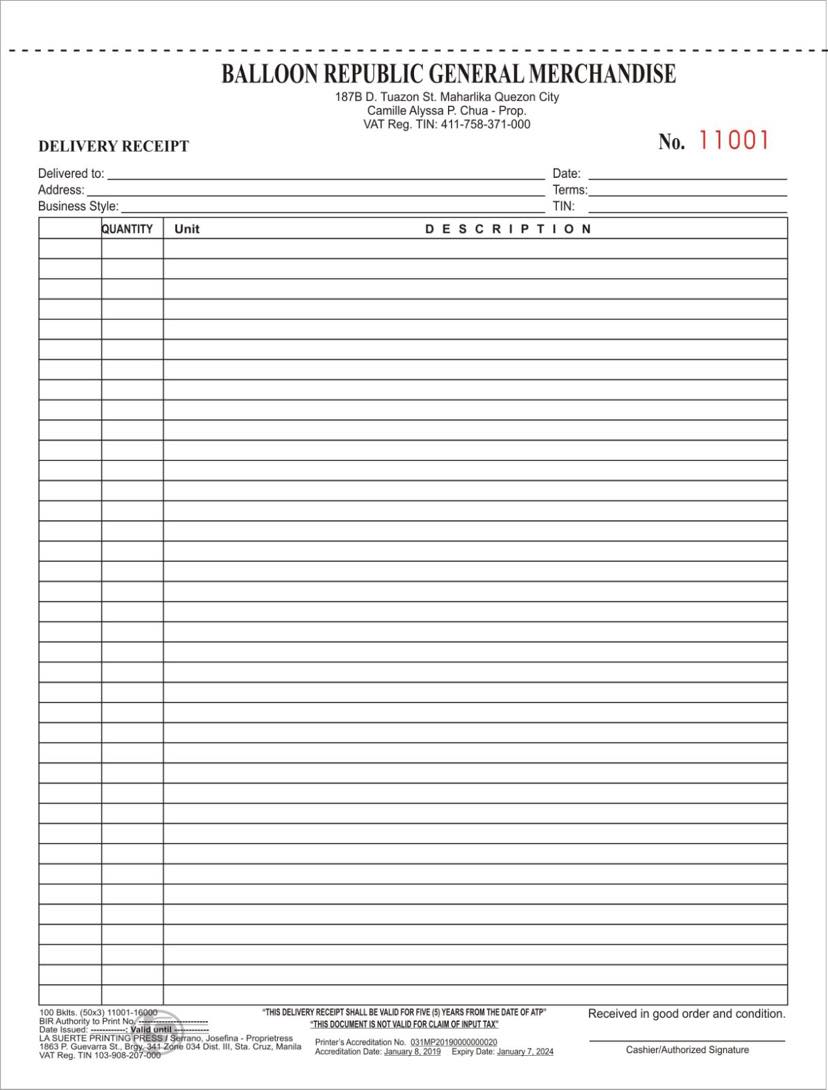 BALLOON REPUBLIC GENERAL MERCHANDISE
187B D. Tuazon St. Maharlika Quezon City
Camille Alyssa P. Chua - Prop.
VAT Reg. TIN: 411-758-371-000
DELIVERY RECEIPT
No. 11001
Delivered to: Date:
Address: Terms:
Business Style: TIN:
QUANTITY Unit DESCRIPTION
100 Bklts. (50x3) 11001-16000
BIR Authority to Print No. -----------------------
Date Issued: ------------; Valid until ------------
LA SUERTE PRINTING PRESS / Serrano, Josefina - Proprietress
1863 P. Guevarra St., Brgy. 341 Zone 034 Dist. III, Sta. Cruz, Manila
VAT Reg. TIN 103-908-207-000
"THIS DELIVERY RECEIPT SHALL BE VALID FOR FIVE (5) YEARS FROM THE DATE OF ATP"
"THIS DOCUMENT IS NOT VALID FOR CLAIM OF INPUT TAX"
Printer's Accreditation No. 031MP20190000000020
Accreditation Date: January 8, 2019 Expiry Date: January 7, 2024
Received in good order and condition.
Cashier/Authorized Signature